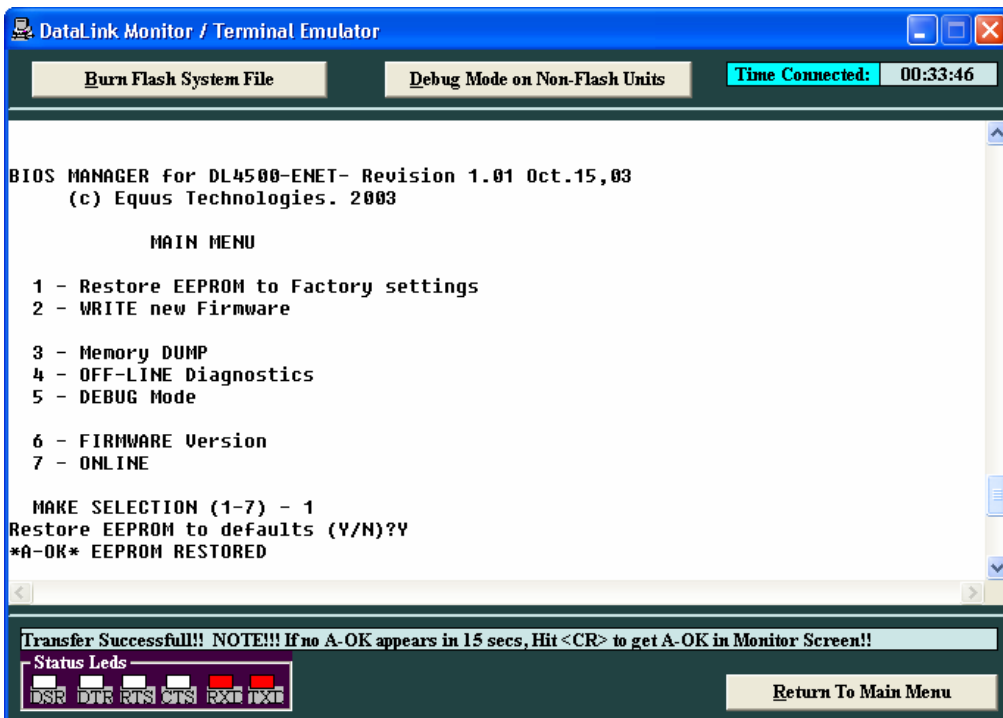 DataLink Monitor / Terminal Emulator
Burn Flash System File
Debug Mode on Non-Flash Units
Time Connected: 00:33:46
BIOS MANAGER for DL4500-ENET- Revision 1.01 Oct.15,03
(c) Equus Technologies. 2003
MAIN MENU
1 - Restore EEPROM to Factory settings
2 - WRITE new Firmware
3 - Memory DUMP
4 - OFF-LINE Diagnostics
5 - DEBUG Mode
6 - FIRMWARE Version
7 - ONLINE
MAKE SELECTION (1-7) - 1
Restore EEPROM to defaults (Y/N)?Y
*A-OK* EEPROM RESTORED
Transfer Successfull!! NOTE!!! If no A-OK appears in 15 secs, Hit <CR> to get A-OK in Monitor Screen!!
Status Leds
DSR DTR RTS CTS RXD TXD
Return To Main Menu